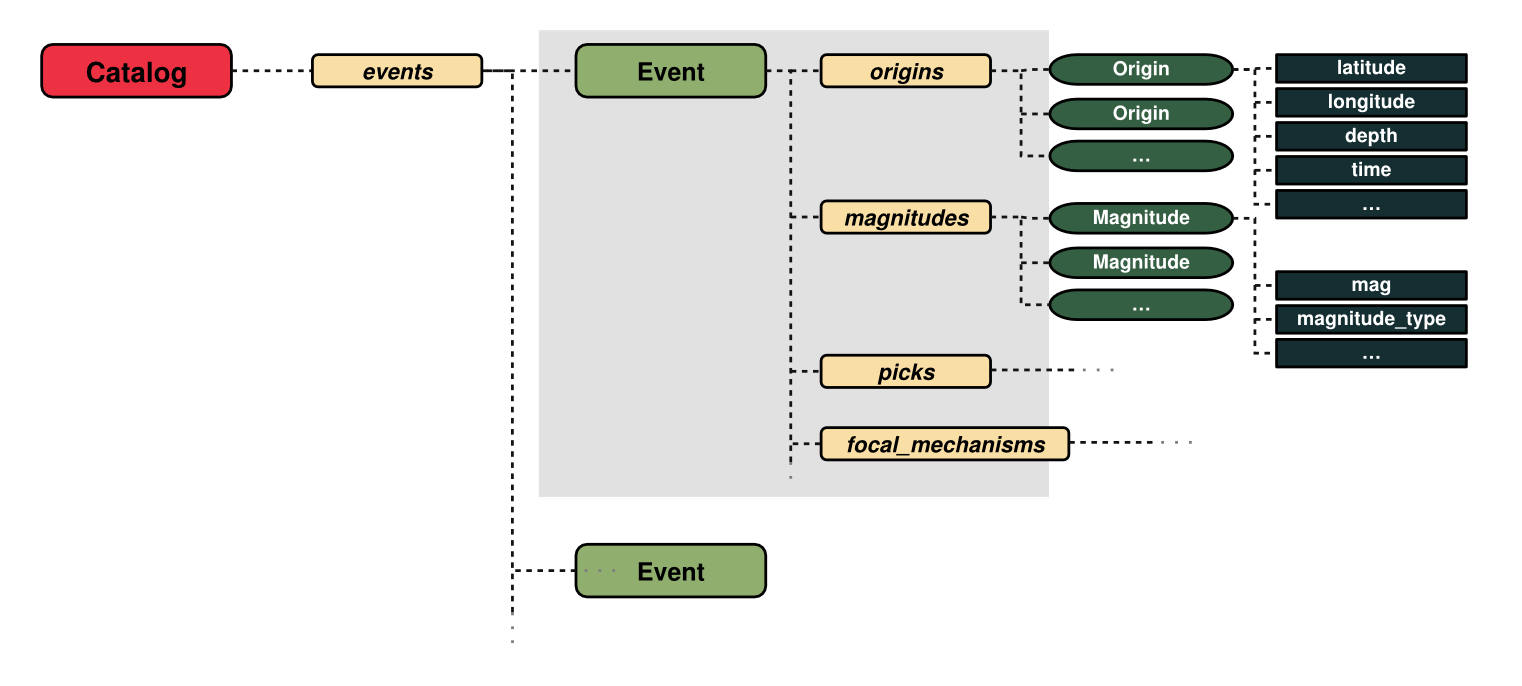 Catalog
events
Event
origins
Origin
latitude
longitude
Origin
depth
...
time
...
magnitudes
Magnitude
Magnitude
mag
...
magnitude_type
...
picks
focal_mechanisms
Event